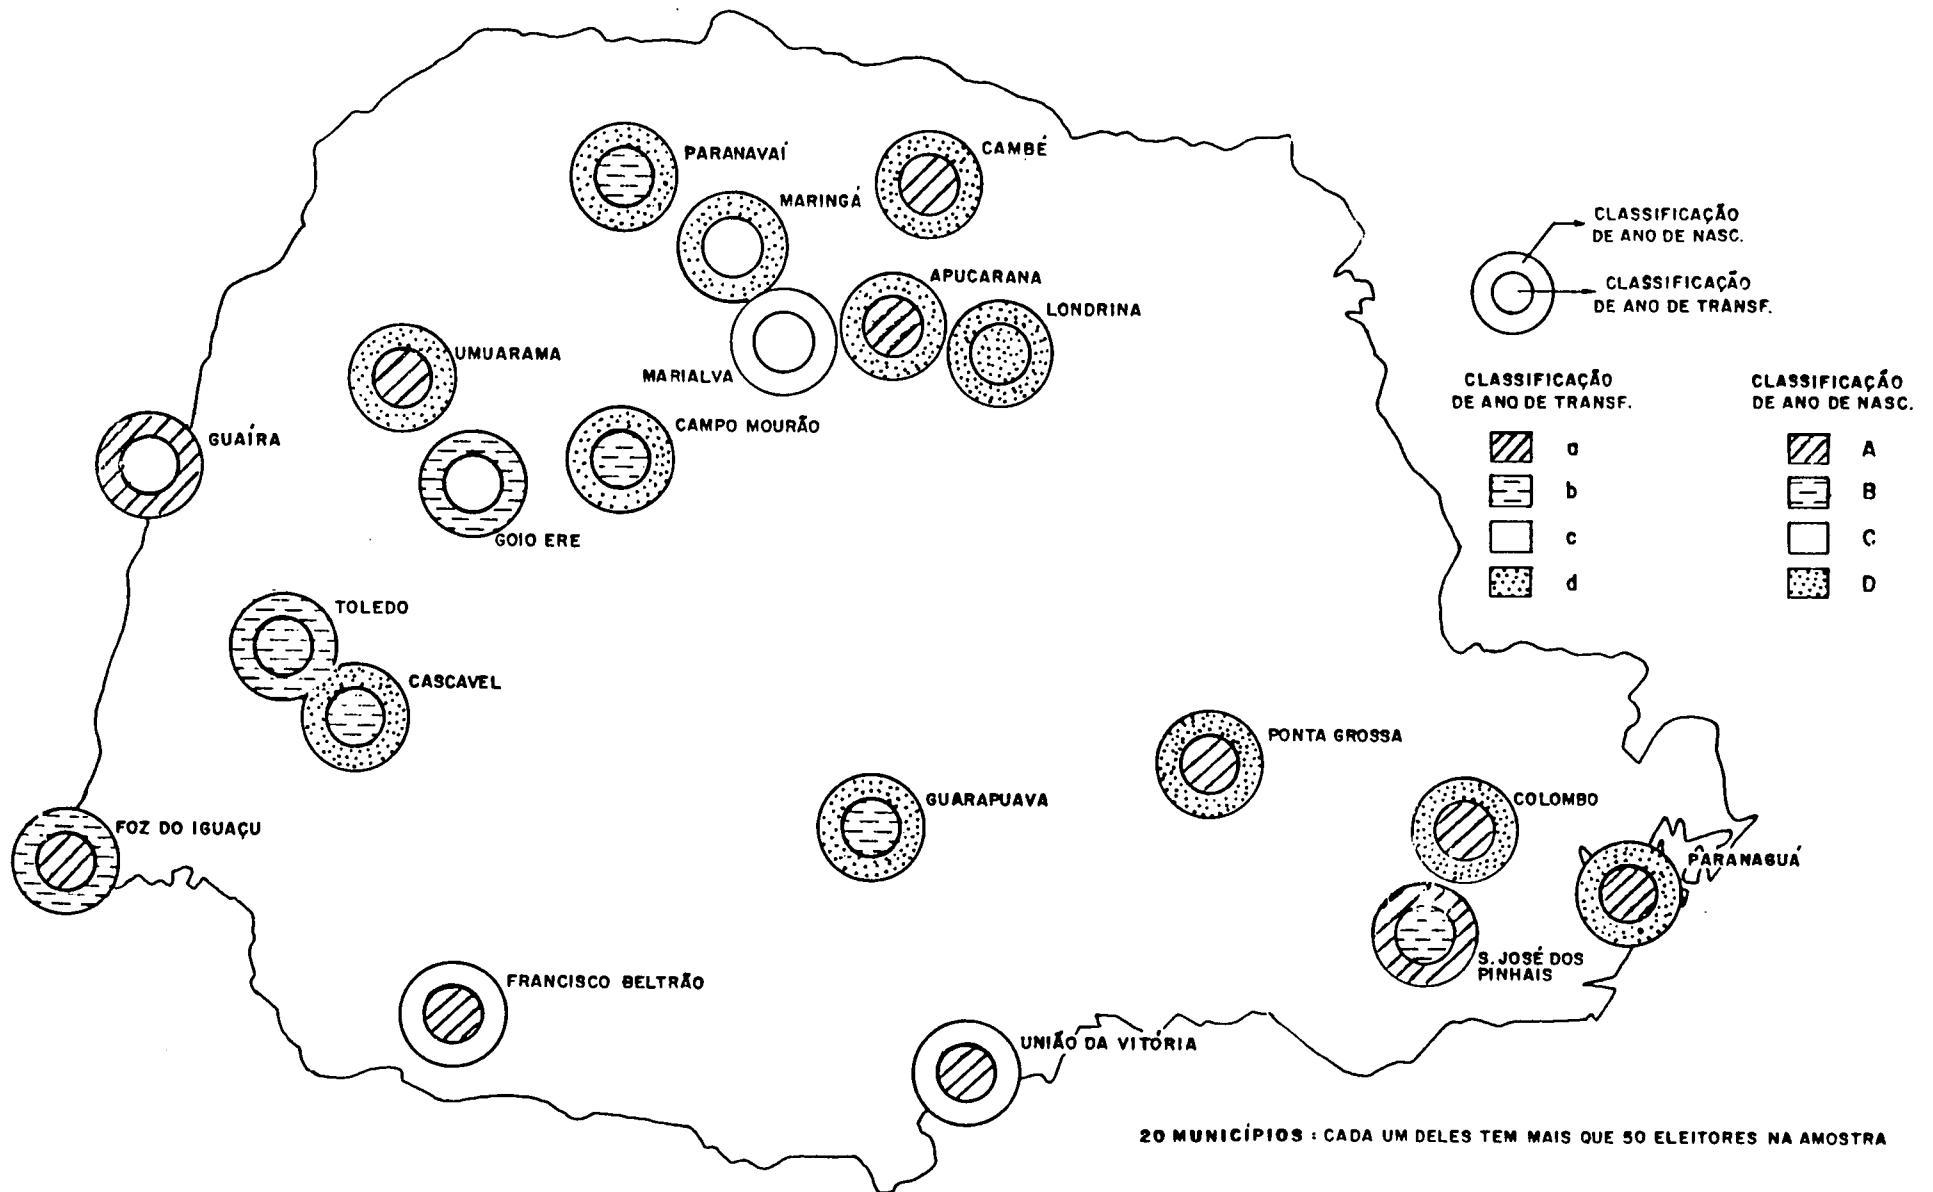 PARANAVAÍ
CAMBÉ
MARINGÁ
CLASSIFICAÇÃO
DE ANO DE NASC.
APUCARANA
CLASSIFICAÇÃO
DE ANO DE TRANSF.
LONDRINA
UMUARAMA
MARIALVA
CLASSIFICAÇÃO
DE ANO DE TRANSF.
CLASSIFICAÇÃO
DE ANO DE NASC.
CAMPO MOURÃO
GUAÍRA
a
A
b
B
c
C
d
D
GOIO ERE
TOLEDO
CASCAVEL
PONTA GROSSA
GUARAPUAVA
COLOMBO
FOZ DO IGUAÇU
PARANAGUÁ
S. JOSÉ DOS
PINHAIS
FRANCISCO BELTRÃO
UNIÃO DA VITÓRIA
20 MUNICÍPIOS : CADA UM DELES TEM MAIS QUE 50 ELEITORES NA AMOSTRA